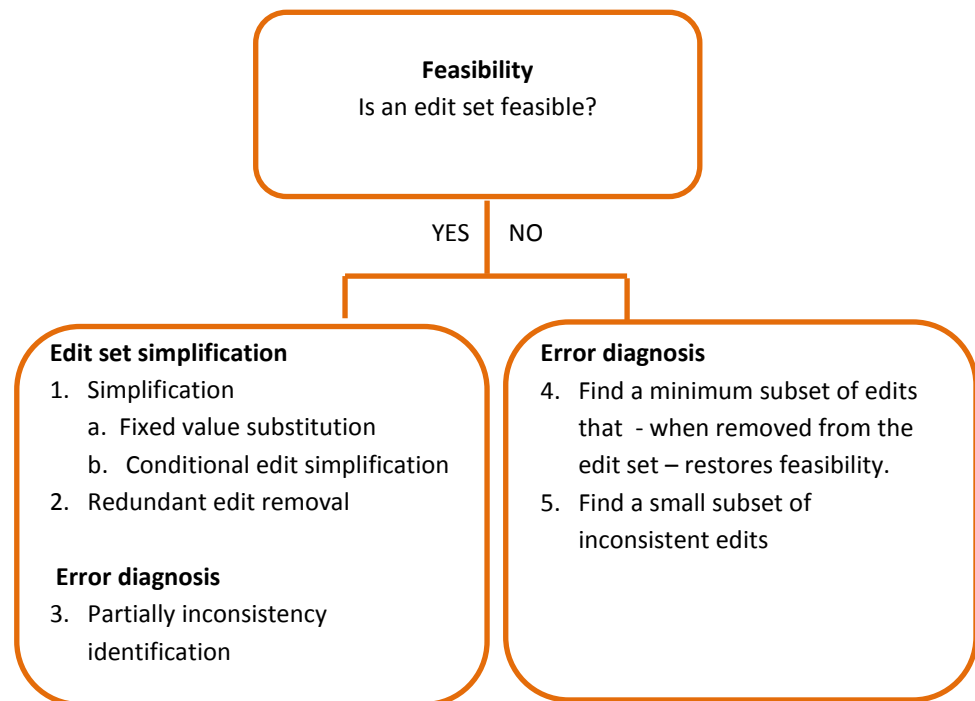 Feasibility
Is an edit set feasible?
YES NO
Edit set simplification
1. Simplification
a. Fixed value substitution
b. Conditional edit simplification
2. Redundant edit removal
Error diagnosis
3. Partially inconsistency
identification
Error diagnosis
4. Find a minimum subset of edits
that - when removed from the
edit set – restores feasibility.
5. Find a small subset of
inconsistent edits